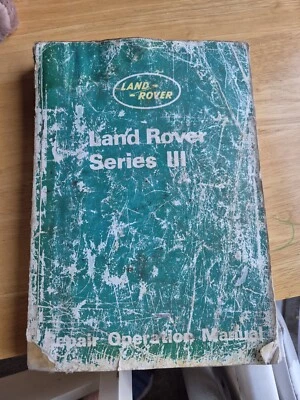 LAND
ROVER
Land Rover
Series III
Repair Operation Manual